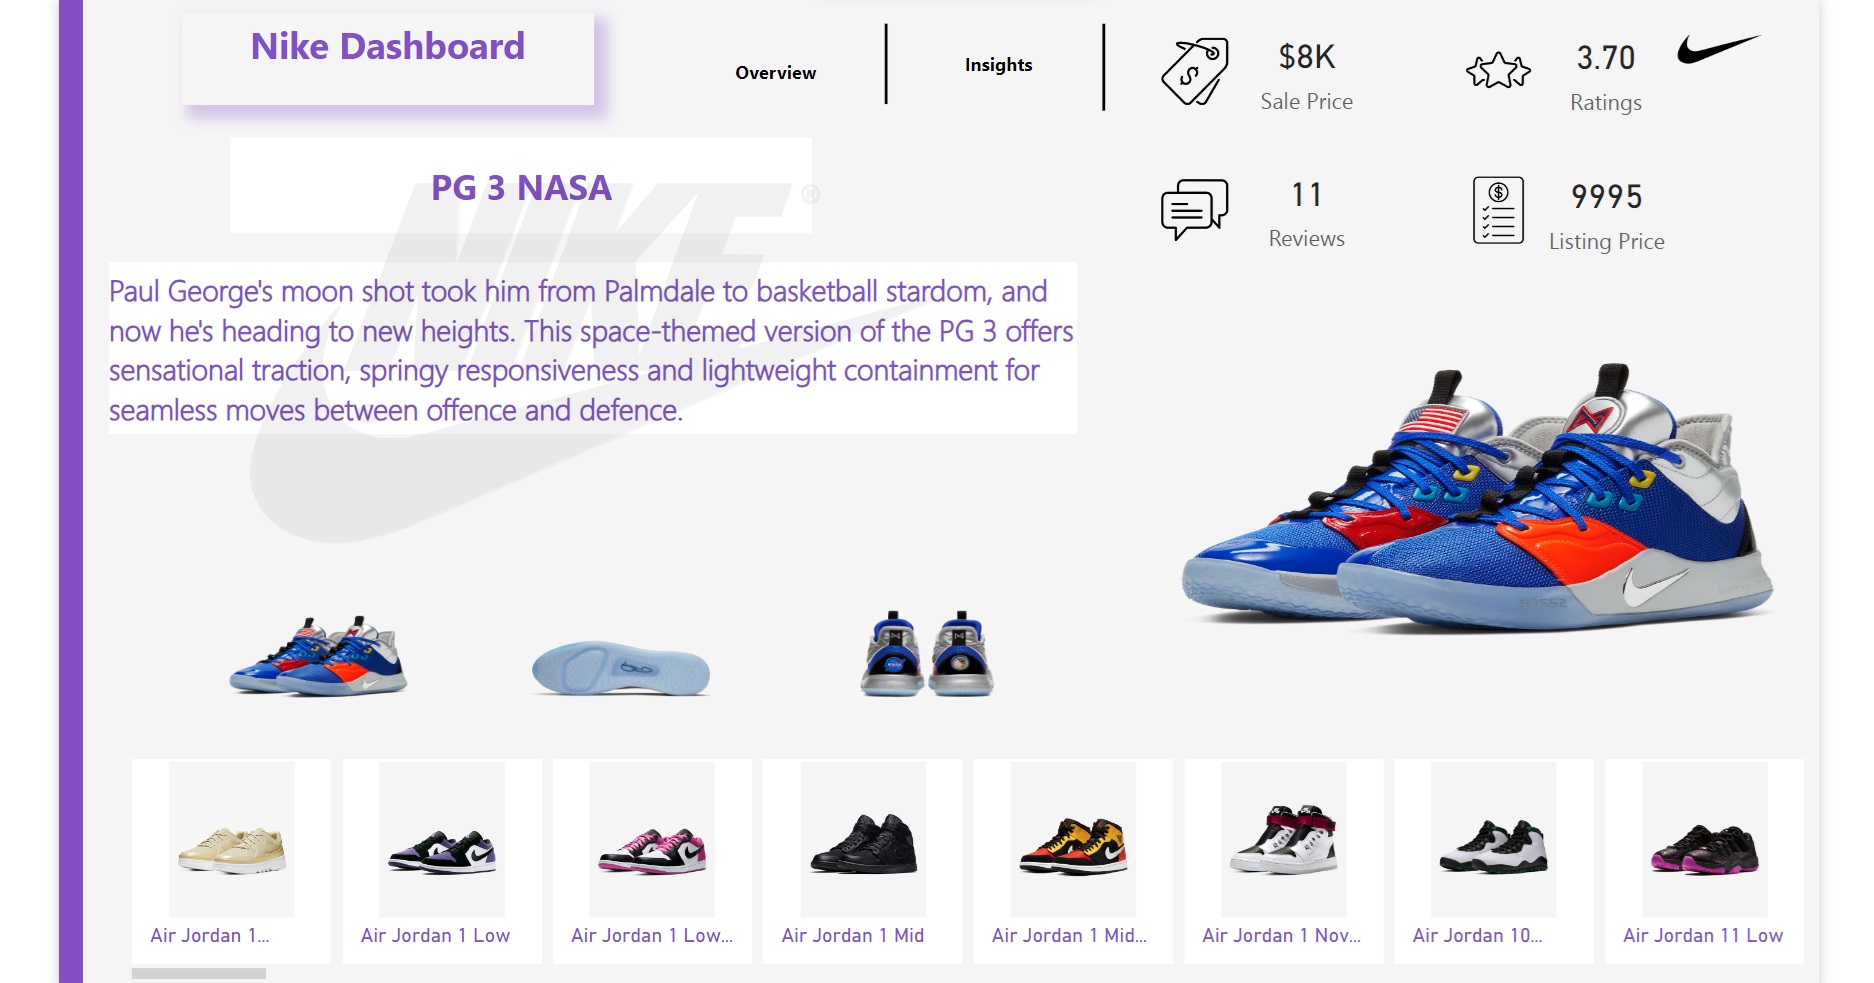 Nike Dashboard
Overview
Insights
$8K
Sale Price
3.70
Ratings
11
Reviews
9995
Listing Price
PG 3 NASA
NIKE®
Paul George's moon shot took him from Palmdale to basketball stardom, and
now he's heading to new heights. This space-themed version of the PG 3 offers
sensational traction, springy responsiveness and lightweight containment for
seamless moves between offence and defence.
Air Jordan 1...
Air Jordan 1 Low
Air Jordan 1 Low...
Air Jordan 1 Mid
Air Jordan 1 Mid...
Air Jordan 1 Nov...
Air Jordan 10...
Air Jordan 11 Low